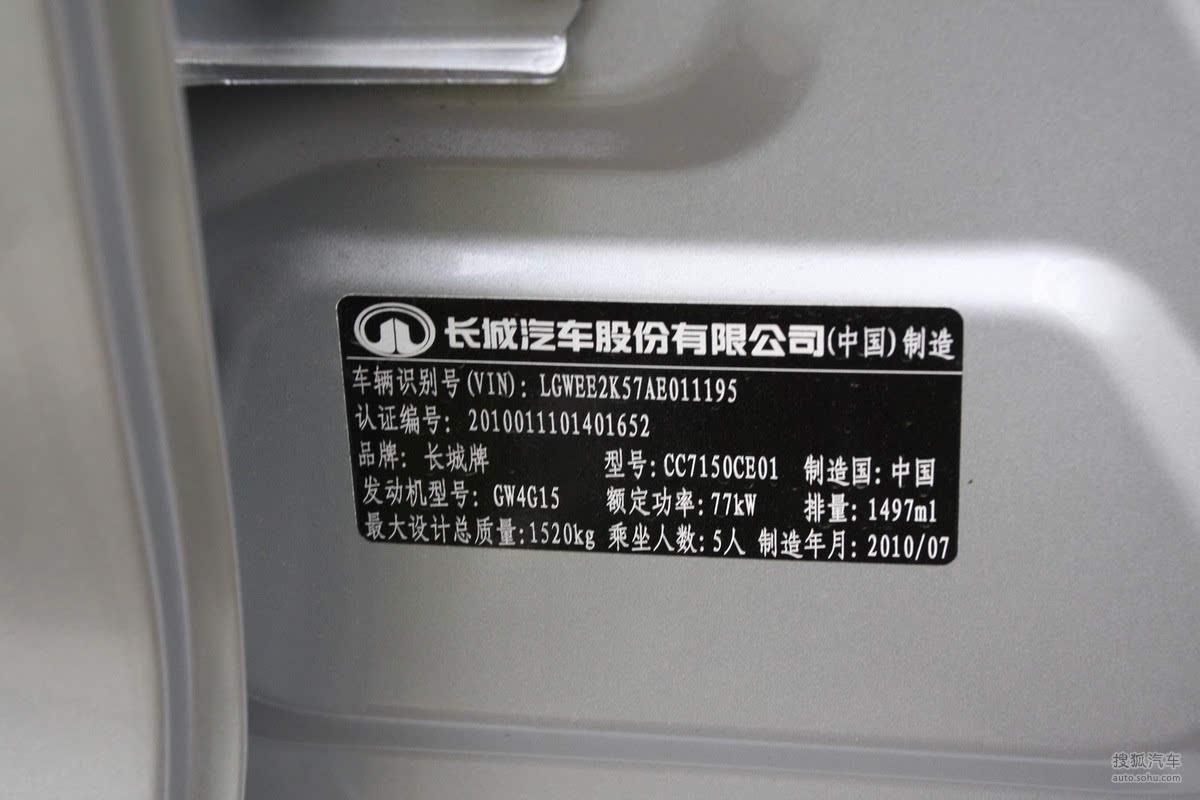 长城汽车股份有限公司(中国)制造
车辆识别号(VIN): LGWEE2K57AE011195
认证编号: 2010011101401652
品牌: 长城牌 型号: CC7150CE01 制造国: 中国
发动机型号: GW4G15 额定功率: 77kW 排量: 1497ml
最大设计总质量: 1520kg 乘坐人数: 5人 制造年月: 2010/07
搜狐汽车
auto.sohu.com